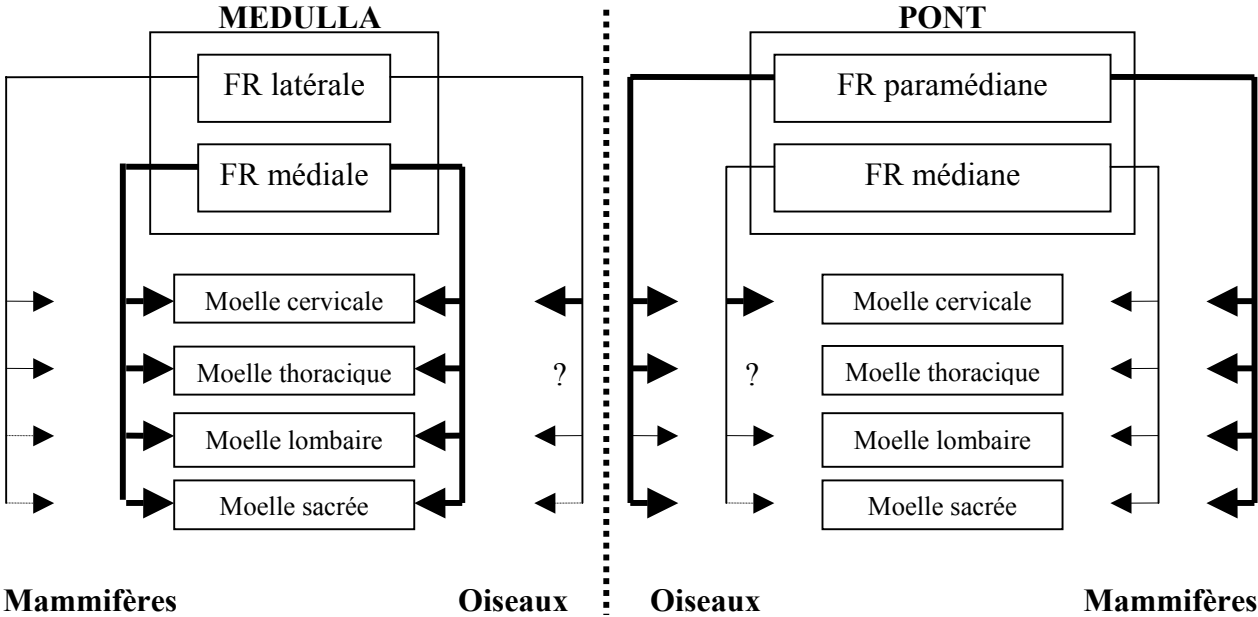 MEDULLA
FR latérale
FR médiale
Moelle cervicale
Moelle thoracique
?
Moelle lombaire
Moelle sacrée
Mammifères
Oiseaux
PONT
FR paramédiane
FR médiane
Moelle cervicale
?
Moelle thoracique
Moelle lombaire
Moelle sacrée
Oiseaux
Mammifères